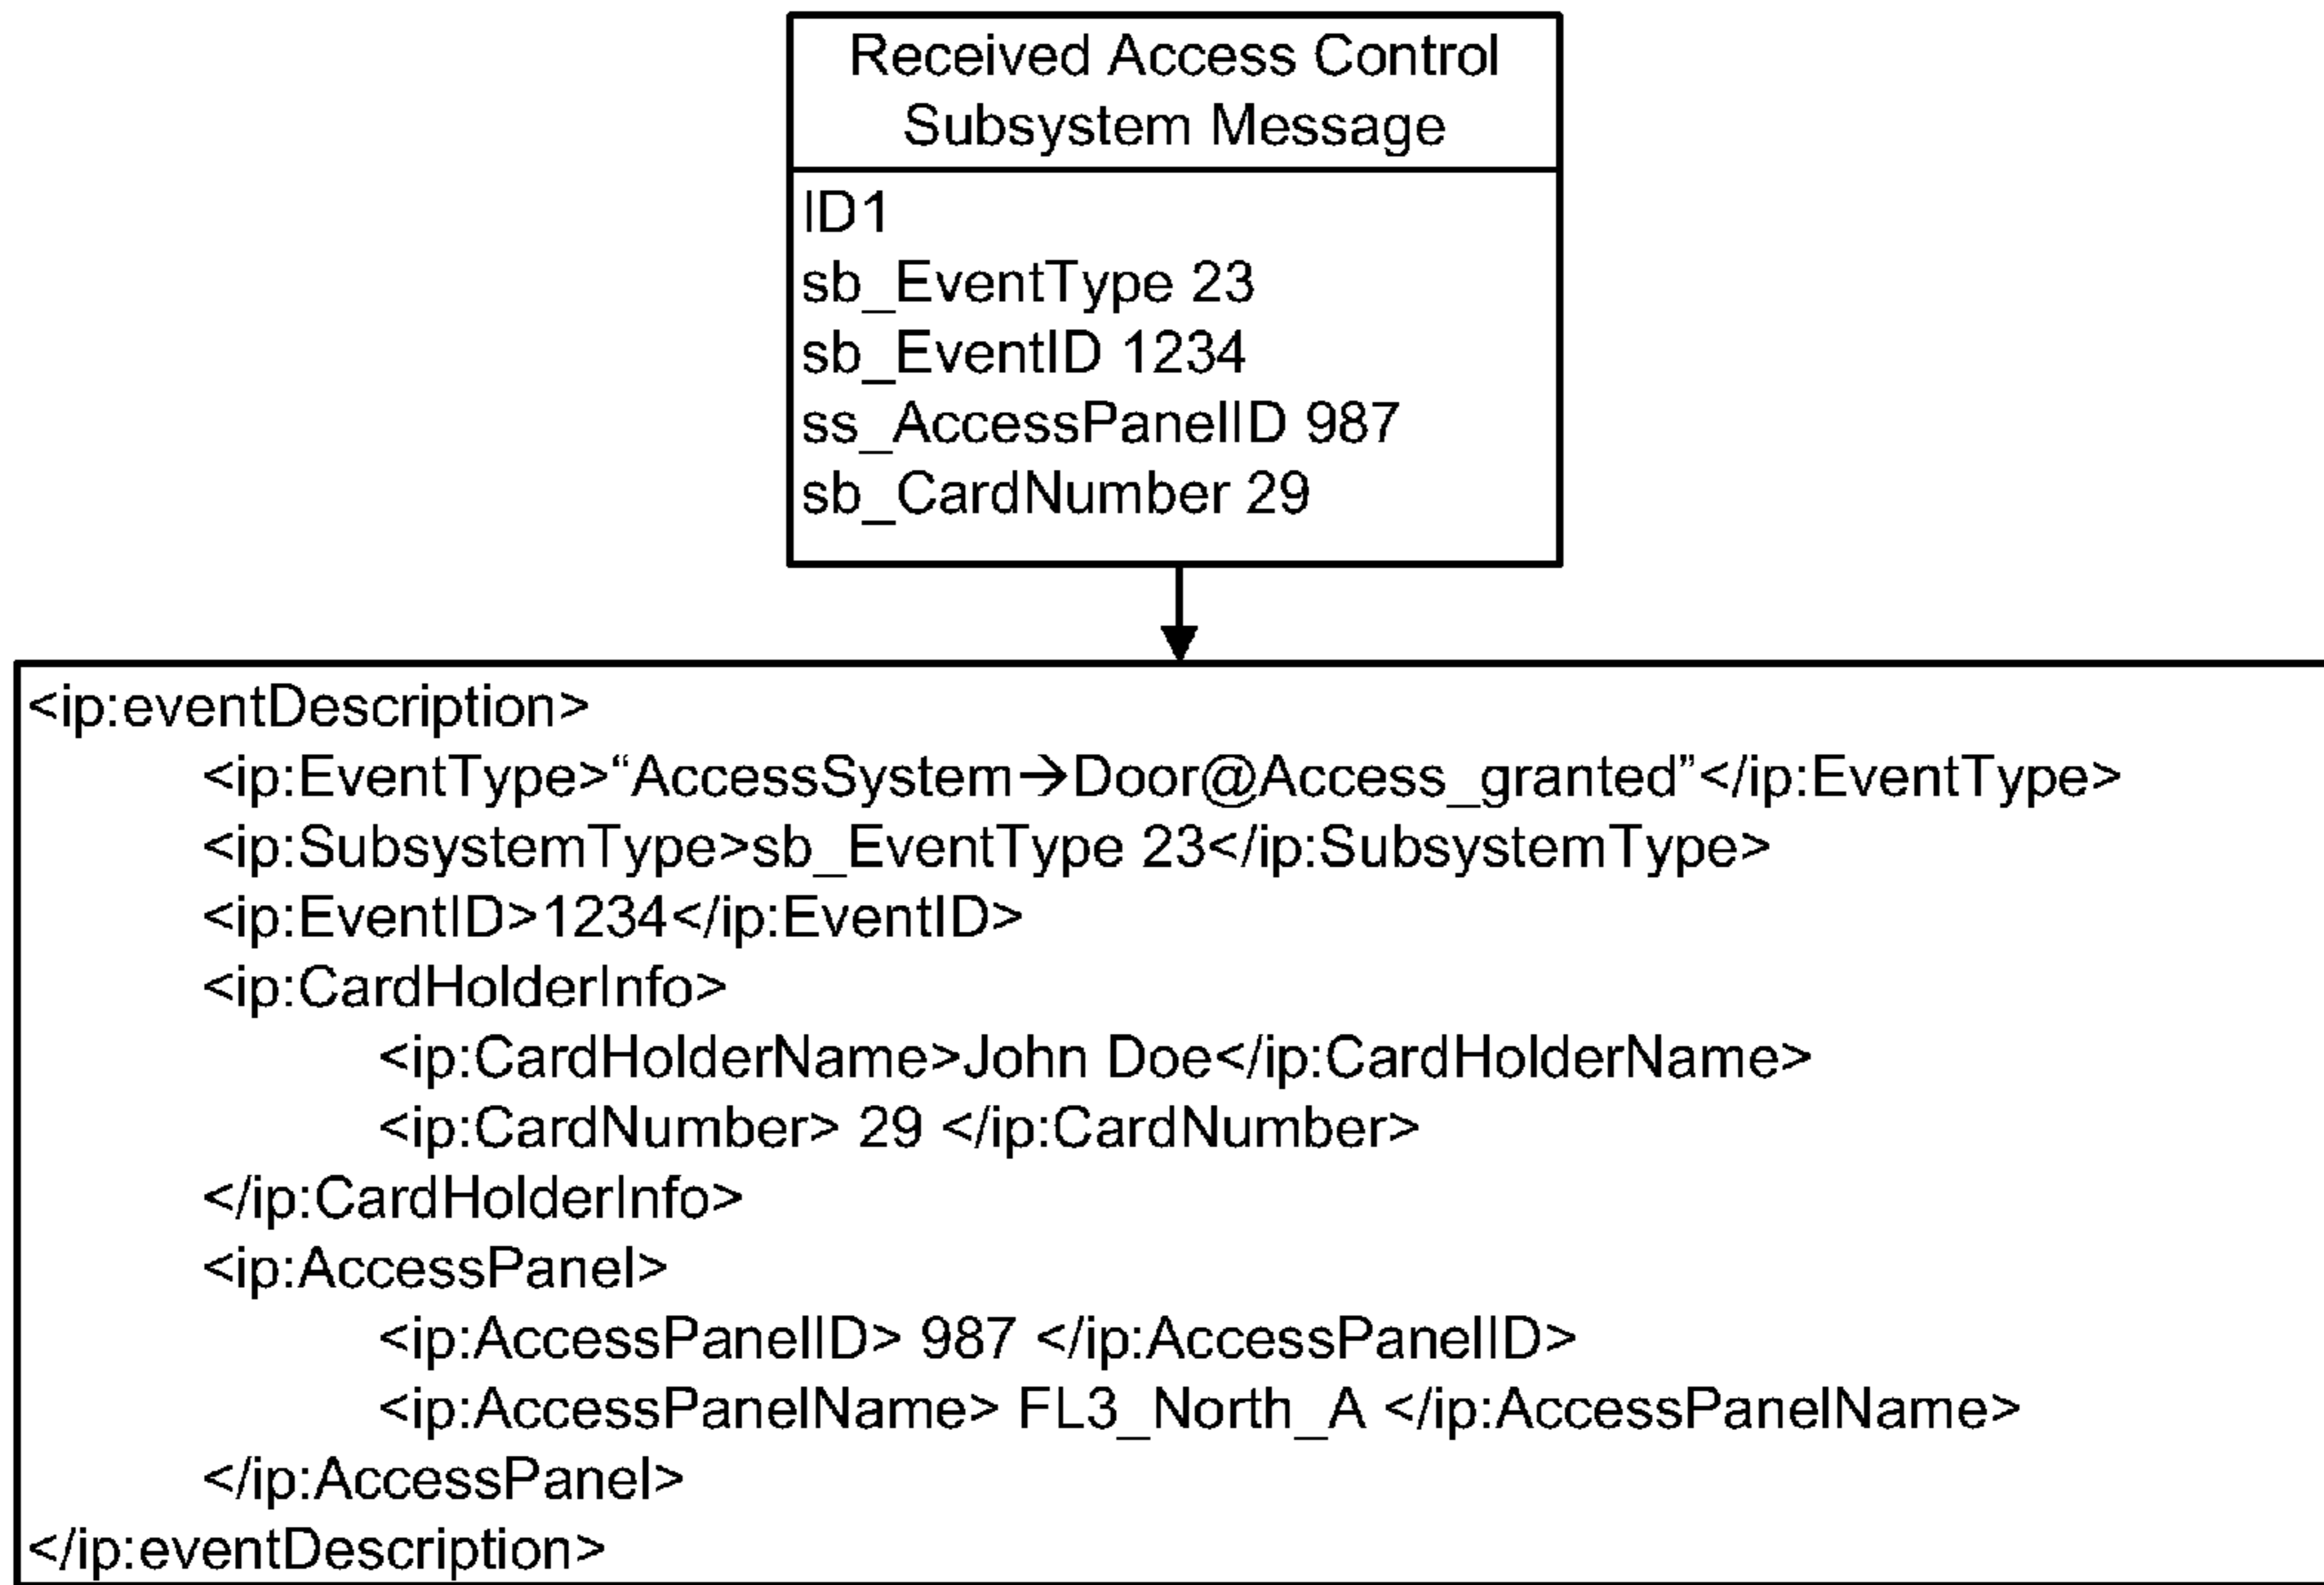 Received Access Control
Subsystem Message
ID1
sb_EventType 23
sb_EventID 1234
ss_AccessPanelID 987
sb_CardNumber 29
<ip:eventDescription>
<ip:EventType>“AccessSystem→Door@Access_granted”</ip:EventType>
<ip:SubsystemType>sb_EventType 23</ip:SubsystemType>
<ip:EventID>1234</ip:EventID>
<ip:CardHolderInfo>
<ip:CardHolderName>John Doe</ip:CardHolderName>
<ip:CardNumber> 29 </ip:CardNumber>
</ip:CardHolderInfo>
<ip:AccessPanel>
<ip:AccessPanelID> 987 </ip:AccessPanelID>
<ip:AccessPanelName> FL3_North_A </ip:AccessPanelName>
</ip:AccessPanel>
</ip:eventDescription>